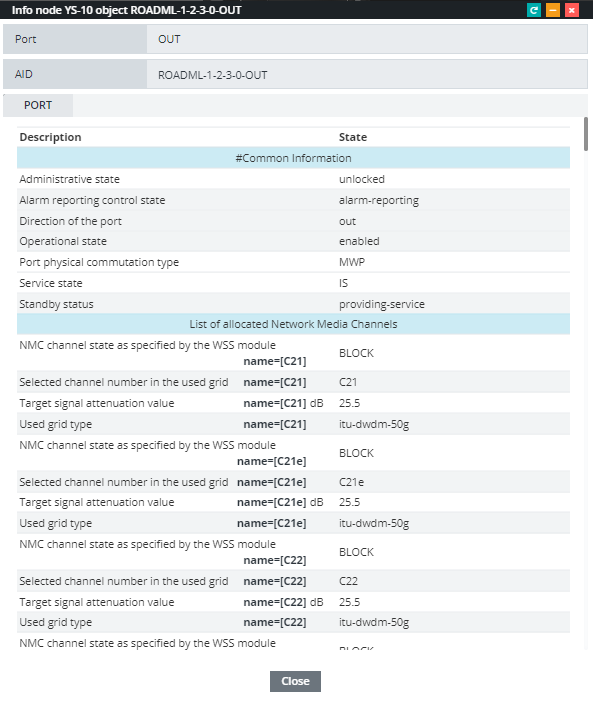 Info node YS-10 object ROADML-1-2-3-0-OUT
Port OUT
AID ROADML-1-2-3-0-OUT
PORT
Description State
#Common Information
Administrative state unlocked
Alarm reporting control state alarm-reporting
Direction of the port out
Operational state enabled
Port physical commutation type MWP
Service state IS
Standby status providing-service
List of allocated Network Media Channels
NMC channel state as specified by the WSS module
name=[C21] BLOCK
Selected channel number in the used grid name=[C21] C21
Target signal attenuation value name=[C21] dB 25.5
Used grid type name=[C21] itu-dwdm-50g
NMC channel state as specified by the WSS module
name=[C21e] BLOCK
Selected channel number in the used grid name=[C21e] C21e
Target signal attenuation value name=[C21e] dB 25.5
Used grid type name=[C21e] itu-dwdm-50g
NMC channel state as specified by the WSS module
name=[C22] BLOCK
Selected channel number in the used grid name=[C22] C22
Target signal attenuation value name=[C22] dB 25.5
Used grid type name=[C22] itu-dwdm-50g
NMC channel state as specified by the WSS module
BLOCK
Close